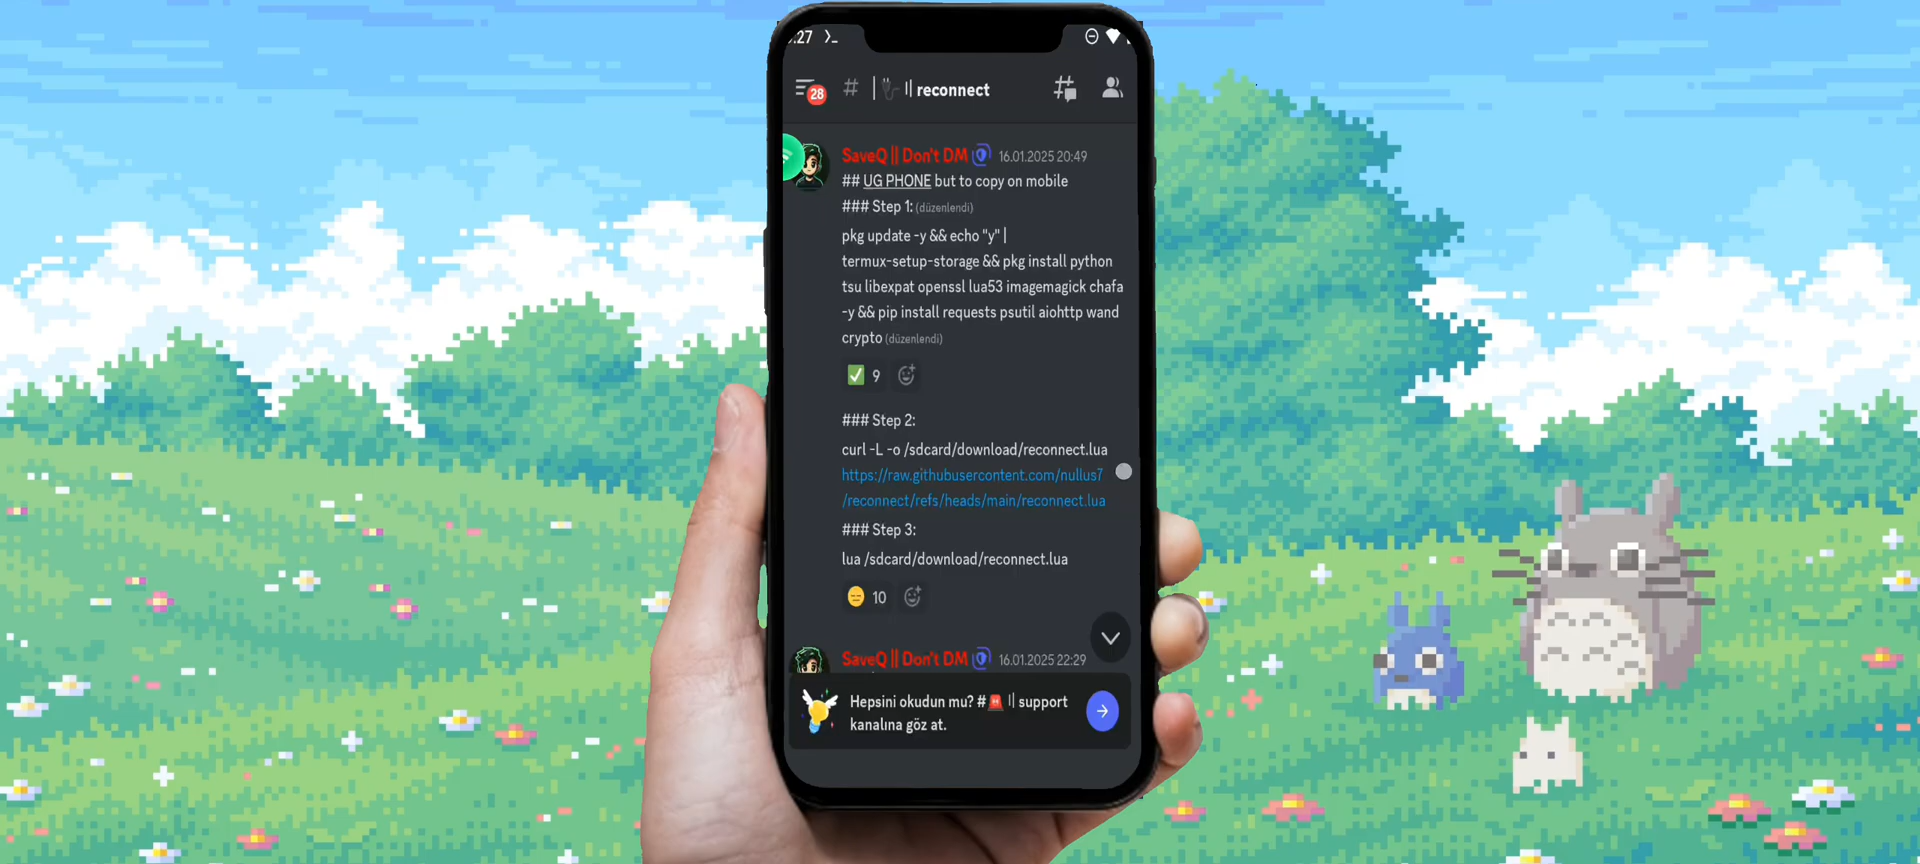 :27 >_
28 # | || reconnect
SaveQ || Don't DM 16.01.2025 20:49
## UG PHONE but to copy on mobile
### Step 1: (düzenlendi)
pkg update -y && echo "y" |
termux-setup-storage && pkg install python
tsu libexpat openssl lua53 imagemagick chafa
-y && pip install requests psutil aiohttp wand
crypto (düzenlendi)
9
### Step 2:
curl -L -o /sdcard/download/reconnect.lua
https://raw.githubusercontent.com/nullus7
/reconnect/refs/heads/main/reconnect.lua
### Step 3:
lua /sdcard/download/reconnect.lua
10
SaveQ || Don't DM 16.01.2025 22:29
Hepsini okudun mu? # || support
kanalına göz at.